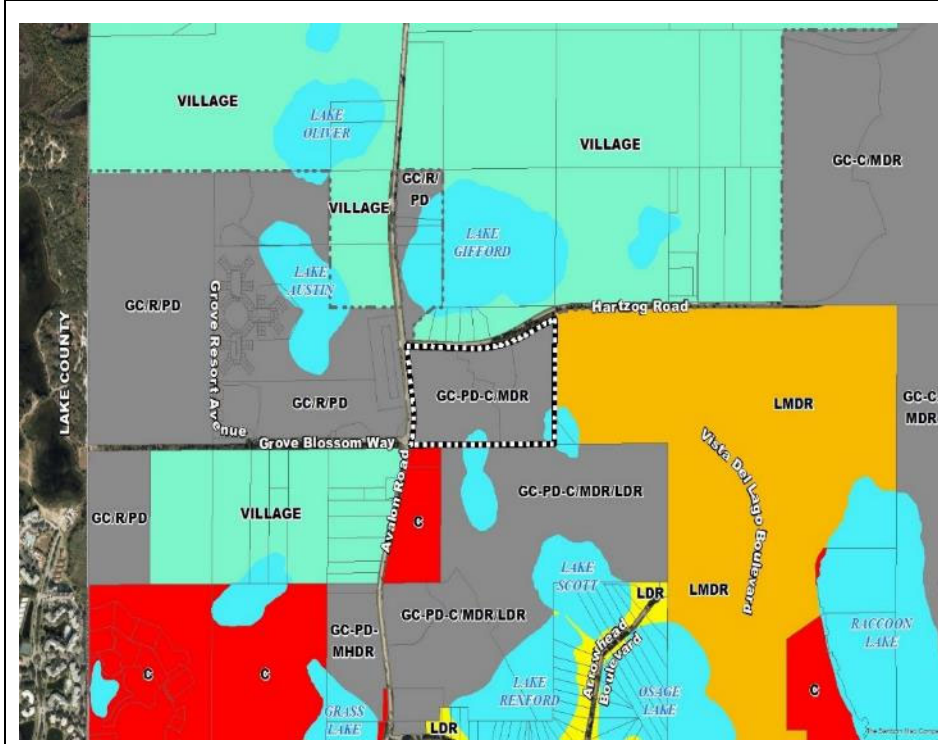 VILLAGE
LAKE
OLIVER
VILLAGE
GC-C/MDR
GC/R/
PD
VILLAGE
LAKE
GIFFORD
LAKE
AUSTIN
GC/R/PD
Grove Resort Avenue
Hartzog Road
LAKE COUNTY
GC-PD-C/MDR
GC/R/PD
LMDR
GC-C
MDR
Grove Blossom Way
Avalon Road
Vista Del Lago Boulevard
GC/R/PD
VILLAGE
C
GC-PD-C/MDR/LDR
LAKE
SCOTT
LDR
LMDR
GC-PD-
MHDR
GC-PD-C/MDR/LDR
Arrowhead
Boulevard
RACCOON
LAKE
C
C
LAKE
REXFORD
OSAGE
LAKE
C
GRASS
LAKE
LDR